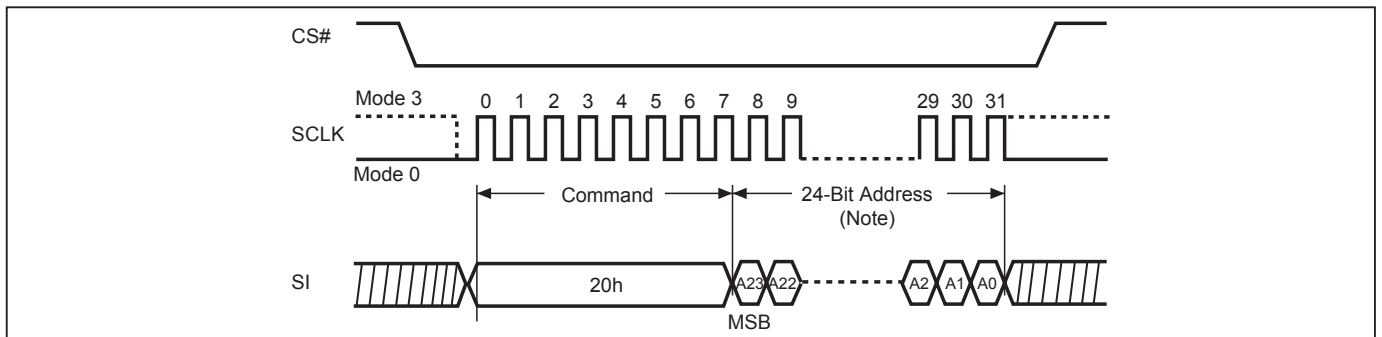 CS#
Mode 3
0 1 2 3 4 5 6 7 8 9 29 30 31
SCLK
Mode 0
Command
24-Bit Address
(Note)
SI
20h
A23 A22 A2 A1 A0
MSB